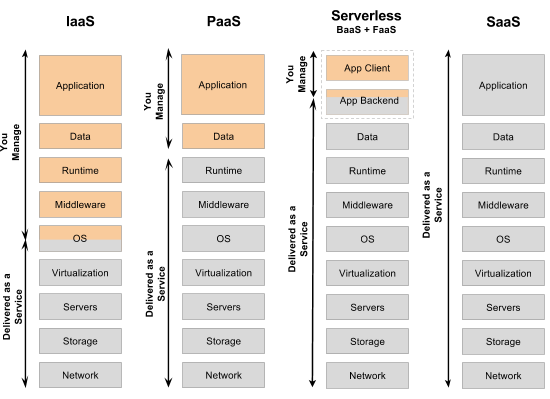 IaaS
You
Manage
Delivered as a
Service
Application
Data
Runtime
Middleware
OS
Virtualization
Servers
Storage
Network
PaaS
You
Manage
Delivered as a
Service
Application
Data
Runtime
Middleware
OS
Virtualization
Servers
Storage
Network
Serverless
BaaS + FaaS
You
Manage
Delivered as a
Service
App Client
App Backend
Data
Runtime
Middleware
OS
Virtualization
Servers
Storage
Network
SaaS
Delivered as a
Service
Application
Data
Runtime
Middleware
OS
Virtualization
Servers
Storage
Network